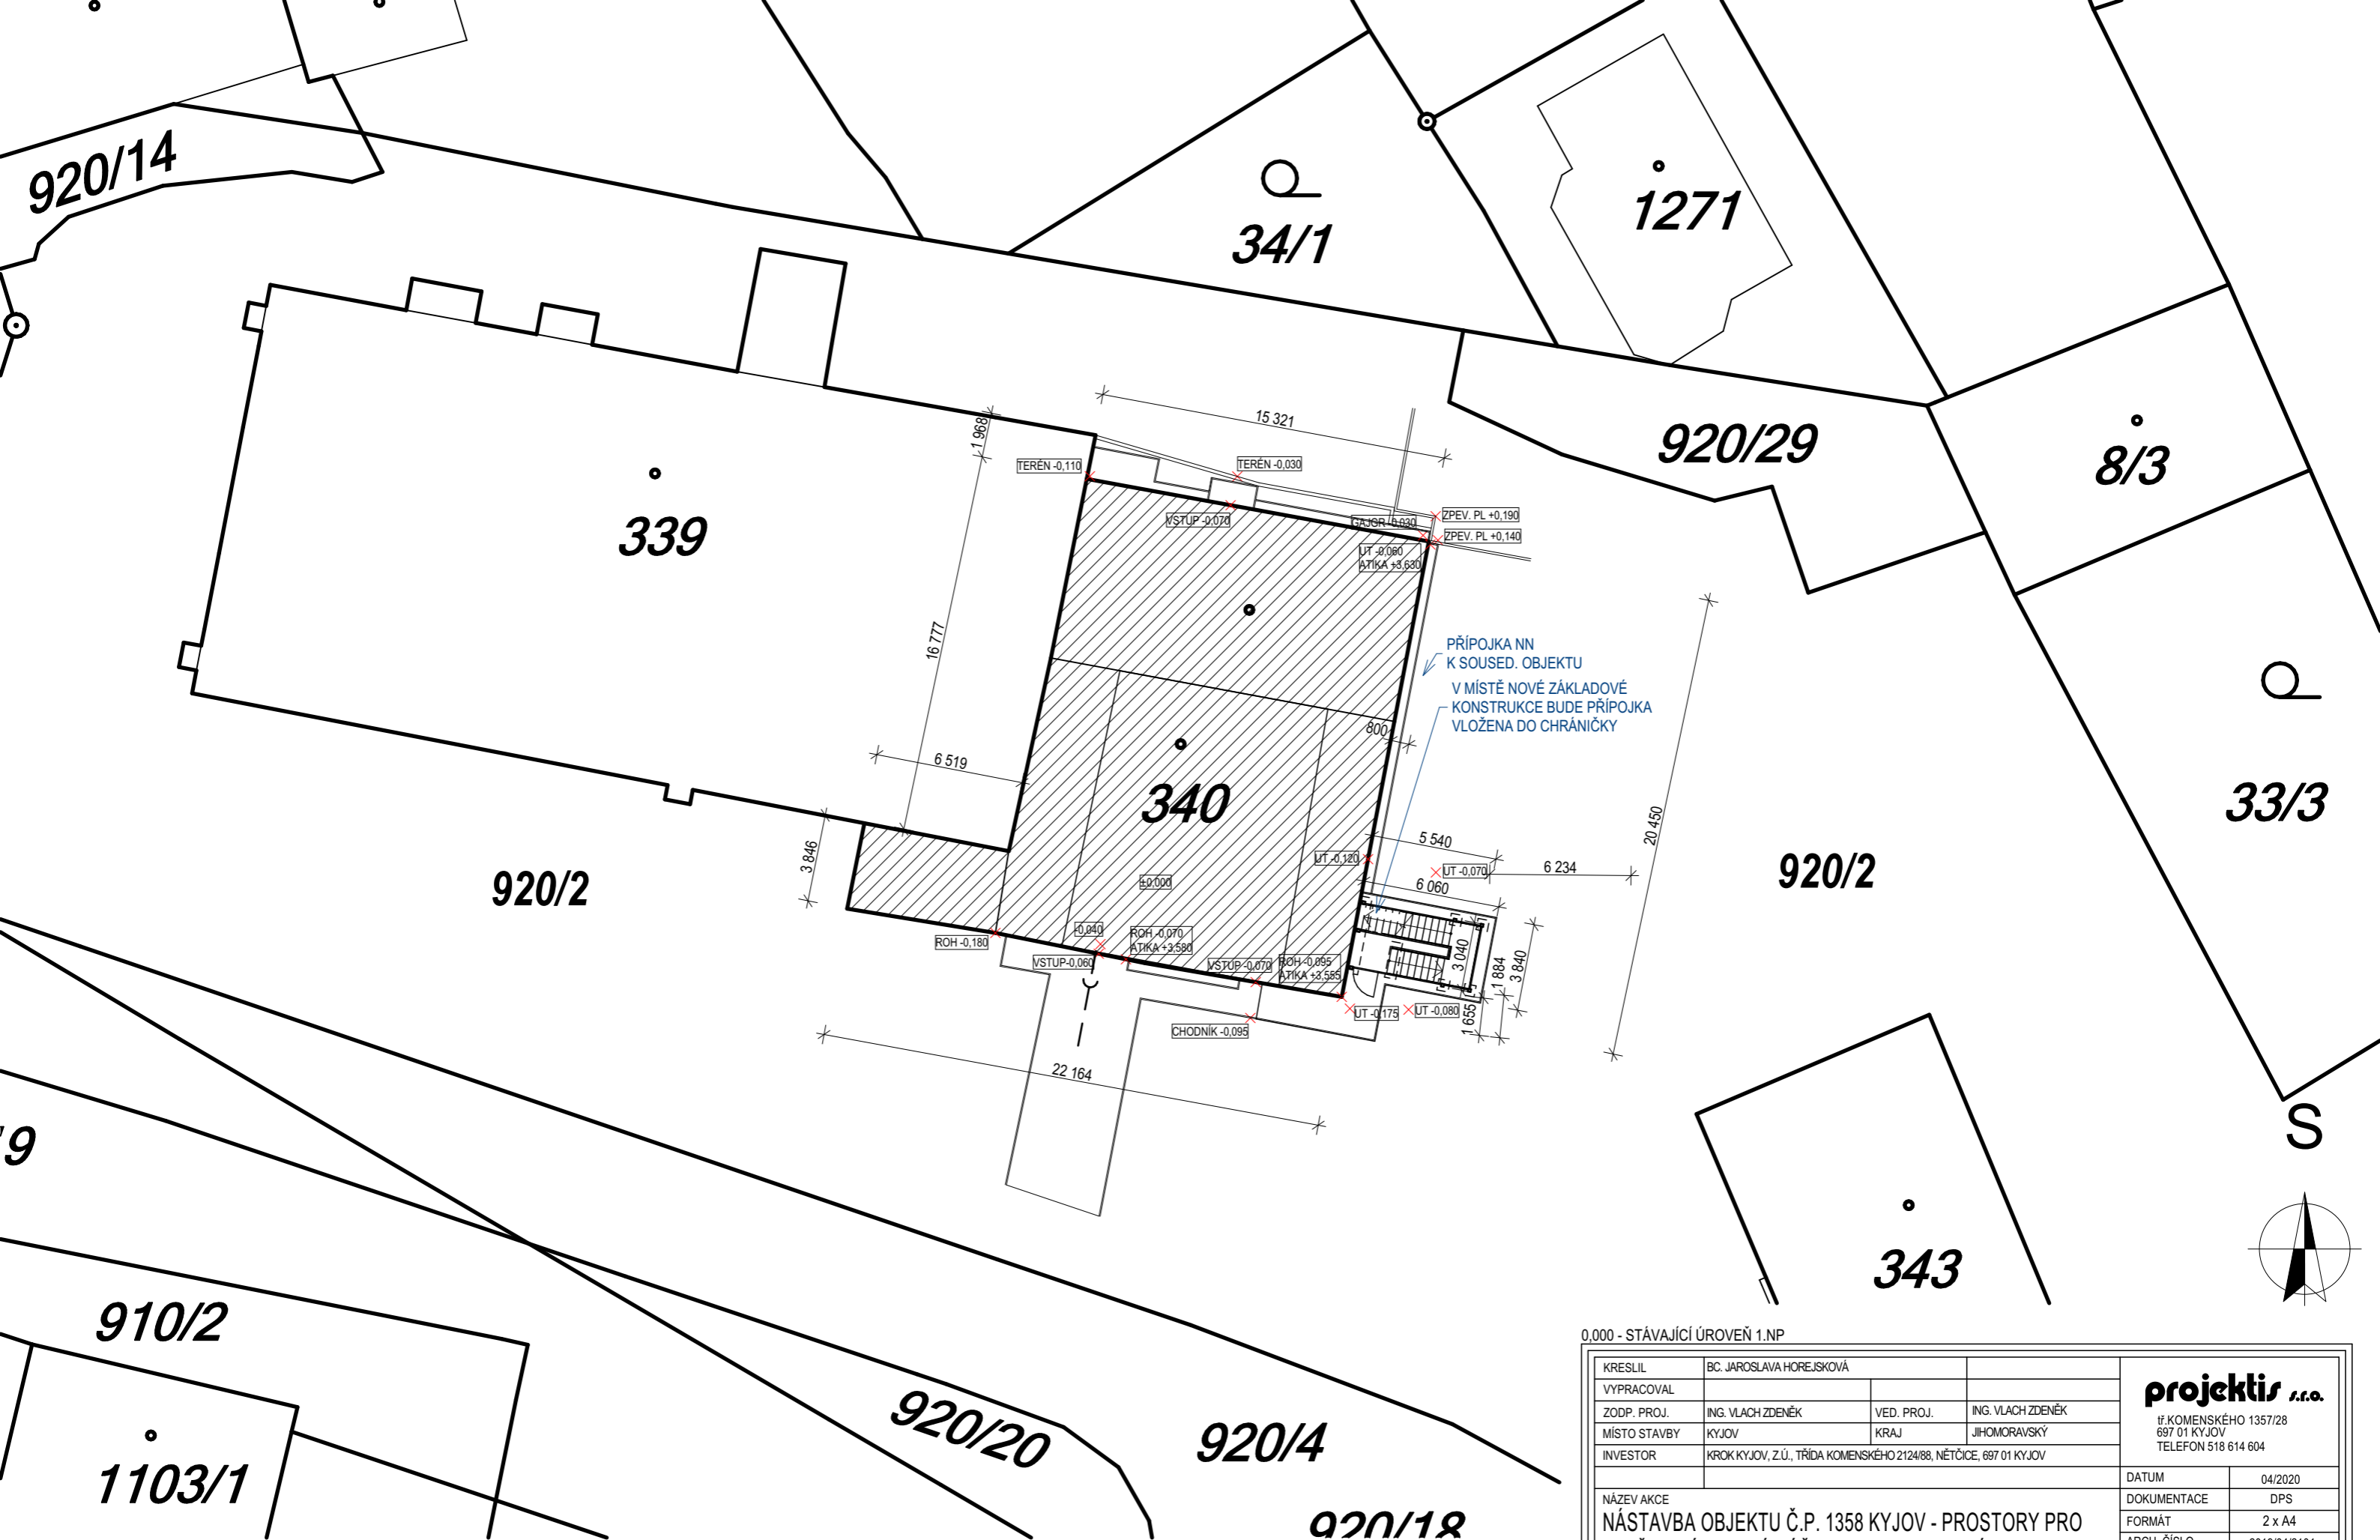 920/14
34/1
1271
15 321
1 968
TERÉN -0,110
TERÉN -0,030
920/29
8/3
339
VSTUP -0,070
GAJGR -0,030
ZPEV. PL +0,190
ZPEV. PL +0,140
UT -0,060
ATIKA +3,630
16 777
PŘÍPOJKA NN
K SOUSED. OBJEKTU
V MÍSTĚ NOVÉ ZÁKLADOVÉ
KONSTRUKCE BUDE PŘÍPOJKA
VLOŽENA DO CHRÁNIČKY
800
6 519
340
33/3
20 450
5 540
3 846
UT -0,120
UT -0,070
6 234
920/2
920/2
±0,000
6 060
-0,040
ROH -0,070
ATIKA +3,580
ROH -0,180
VSTUP-0,060
VSTUP -0,070
ROH -0,095
ATIKA +3,555
3 040
1 884
3 840
1 655
UT -0,175
UT -0,080
CHODNÍK -0,095
22 164
S
343
910/2
920/20
920/4
1103/1
920/18
0,000 - STÁVAJÍCÍ ÚROVEŇ 1.NP
KRESLIL BC. JAROSLAVA HOREJSKOVÁ
VYPRACOVAL
ZODP. PROJ. ING. VLACH ZDENĚK VED. PROJ. ING. VLACH ZDENĚK
MÍSTO STAVBY KYJOV KRAJ JIHOMORAVSKÝ
INVESTOR KROK KYJOV, Z.Ú., TŘÍDA KOMENSKÉHO 2124/88, NĚTČICE, 697 01 KYJOV
projektis s.r.o.
tř.KOMENSKÉHO 1357/28
697 01 KYJOV
TELEFON 518 614 604
DATUM 04/2020
DOKUMENTACE DPS
FORMÁT 2 x A4
NÁZEV AKCE
NÁSTAVBA OBJEKTU Č.P. 1358 KYJOV - PROSTORY PRO